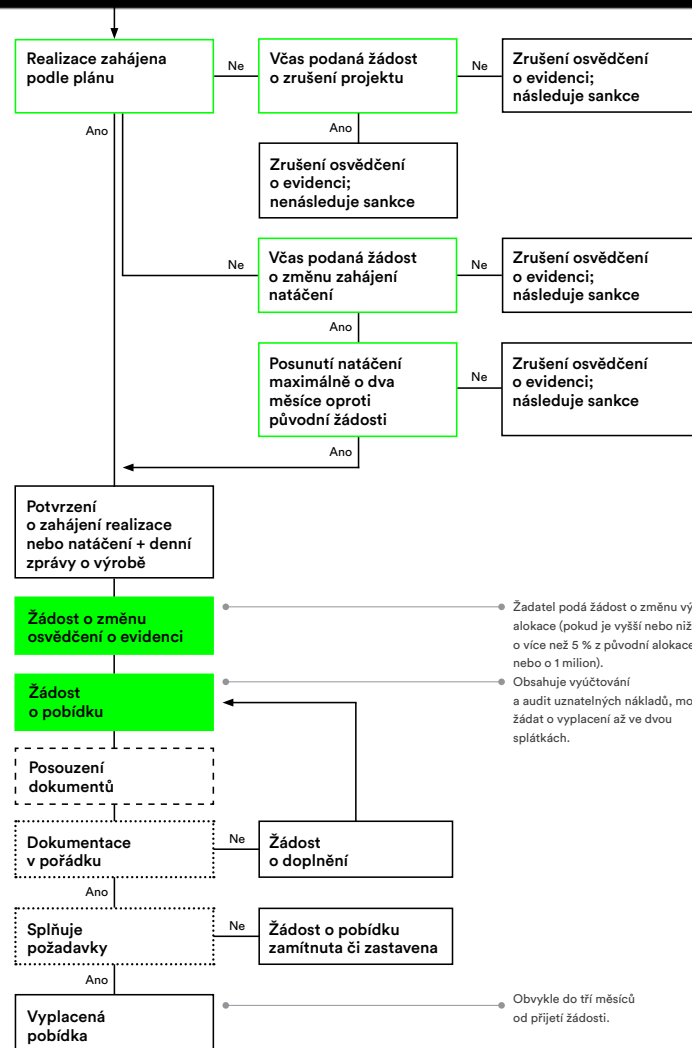 Realizace zahájena
podle plánu
Ne
Včas podaná žádost
o zrušení projektu
Ne
Zrušení osvědčení
o evidenci;
následuje sankce
Ano
Ano
Zrušení osvědčení
o evidenci;
nenásleduje sankce
Ne
Včas podaná žádost
o změnu zahájení
natáčení
Ne
Zrušení osvědčení
o evidenci;
následuje sankce
Ano
Posunutí natáčení
maximálně o dva
měsíce oproti
původní žádosti
Ne
Zrušení osvědčení
o evidenci;
následuje sankce
Ano
Potvrzení
o zahájení realizace
nebo natáčení + denní
zprávy o výrobě
Žádost o změnu
osvědčení o evidenci
Žadatel podá žádost o změnu
alokace (pokud je vyšší nebo
o více než 5 % z původní alokace
nebo o 1 milion).
Žádost
o pobídku
Obsahuje vyúčtování
a audit uznatelných nákladů,
žádat o vyplacení až ve dvou
splátkách.
Posouzení
dokumentů
Dokumentace
v pořádku
Ne
Žádost
o doplnění
Ano
Splňuje
požadavky
Ne
Žádost o pobídku
zamítnuta či zastavena
Ano
Vyplacená
pobídka
Obvykle do tří měsíců
od přijetí žádosti.